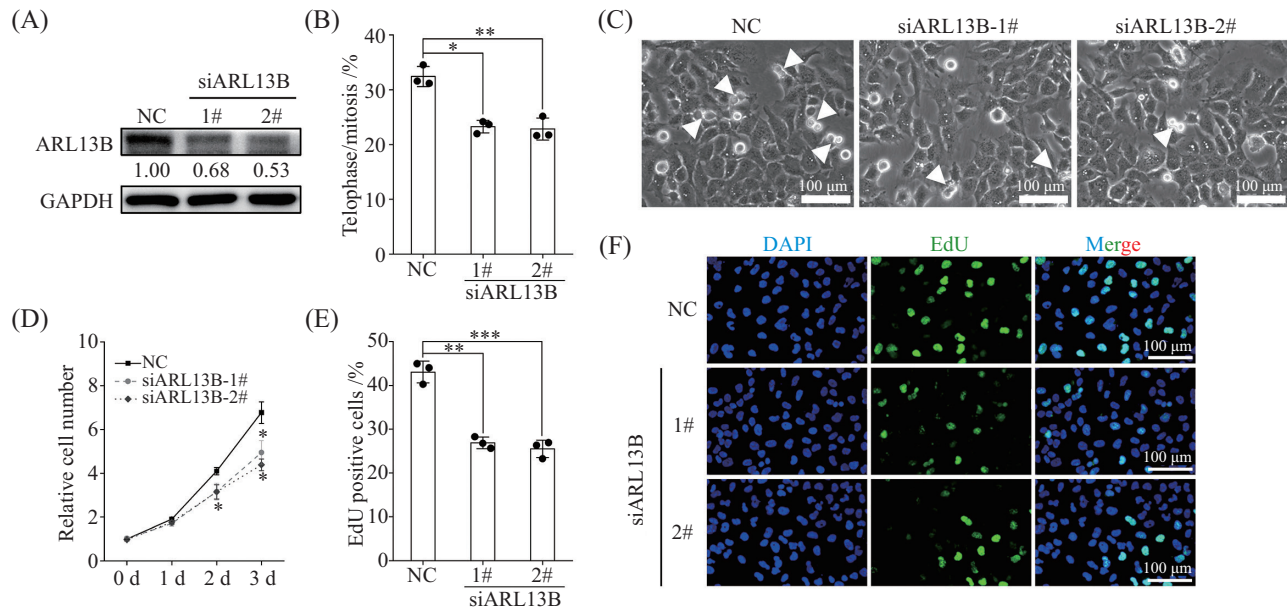 (A)
siARL13B
NC 1# 2#
ARL13B
1.00 0.68 0.53
GAPDH
(B)
Telophase/mitosis /%
40
30
20
10
0
*
**
NC 1# 2#
siARL13B
(C)
NC siARL13B-1# siARL13B-2#
100 μm 100 μm 100 μm
(D)
Relative cell number
10
8
6
4
2
0
NC
siARL13B-1#
siARL13B-2#
*
*
*
0 d 1 d 2 d 3 d
(E)
EdU positive cells /%
50
40
30
20
10
0
**
***
NC 1# 2#
siARL13B
(F)
DAPI EdU Merge
NC
100 μm
siARL13B
1#
100 μm
2#
100 μm